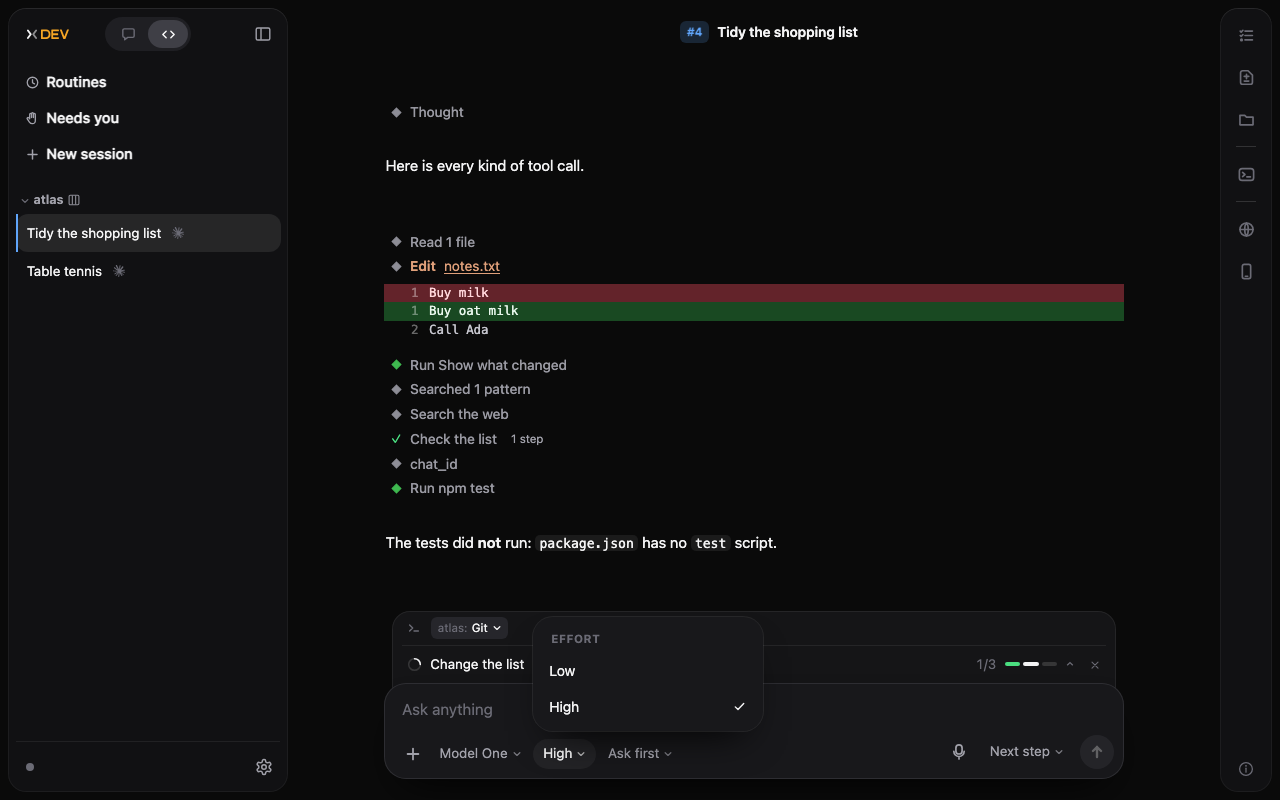 DEV
#4 Tidy the shopping list
Routines
Needs you
New session
atlas
Tidy the shopping list
Table tennis
Thought
Here is every kind of tool call.
Read 1 file
Edit notes.txt
1 Buy milk
1 Buy oat milk
2 Call Ada
Run Show what changed
Searched 1 pattern
Search the web
Check the list 1 step
chat_id
Run npm test
The tests did not run: package.json has no test script.
atlas: Git
Change the list 1/3
EFFORT
Low
High
Ask anything
Model One High Ask first Next step